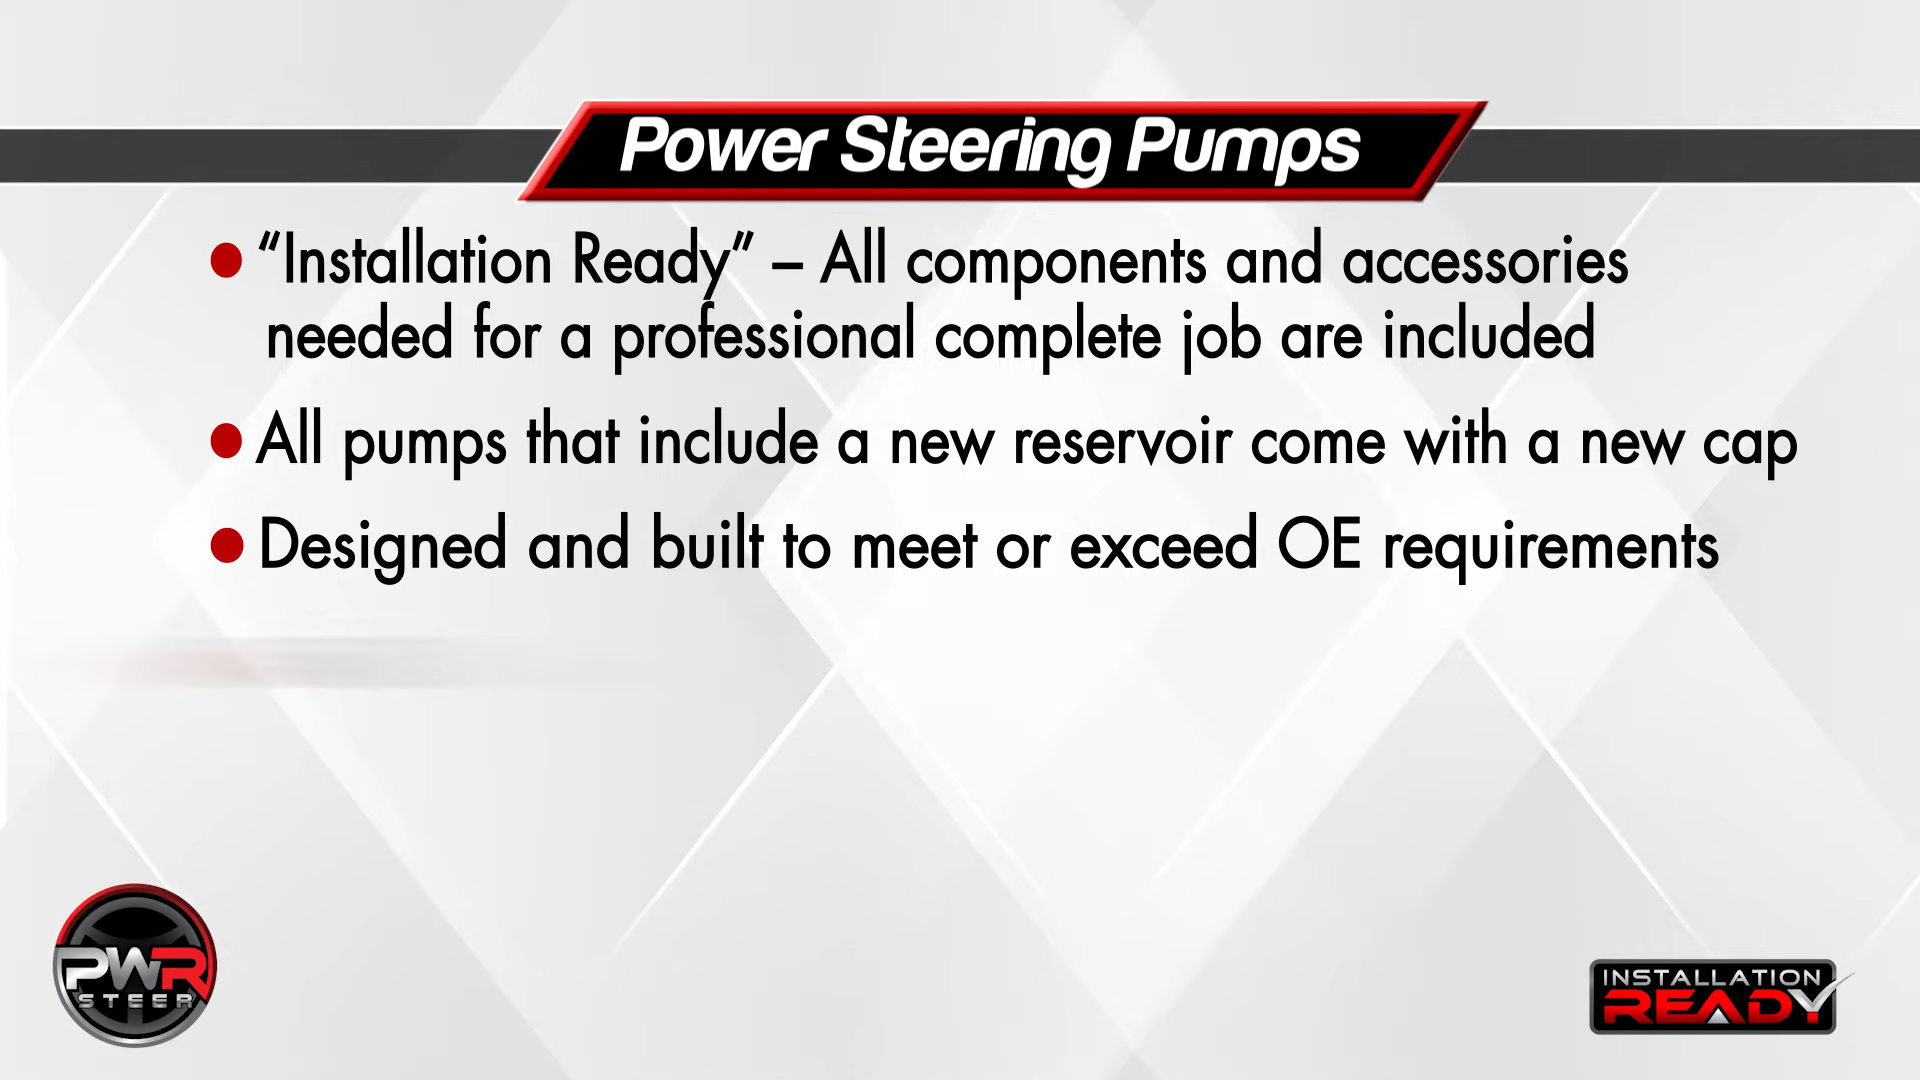 Power Steering Pumps
“Installation Ready” – All components and accessories
needed for a professional complete job are included
All pumps that include a new reservoir come with a new cap
Designed and built to meet or exceed OE requirements
PWR
STEER
INSTALLATION
READY